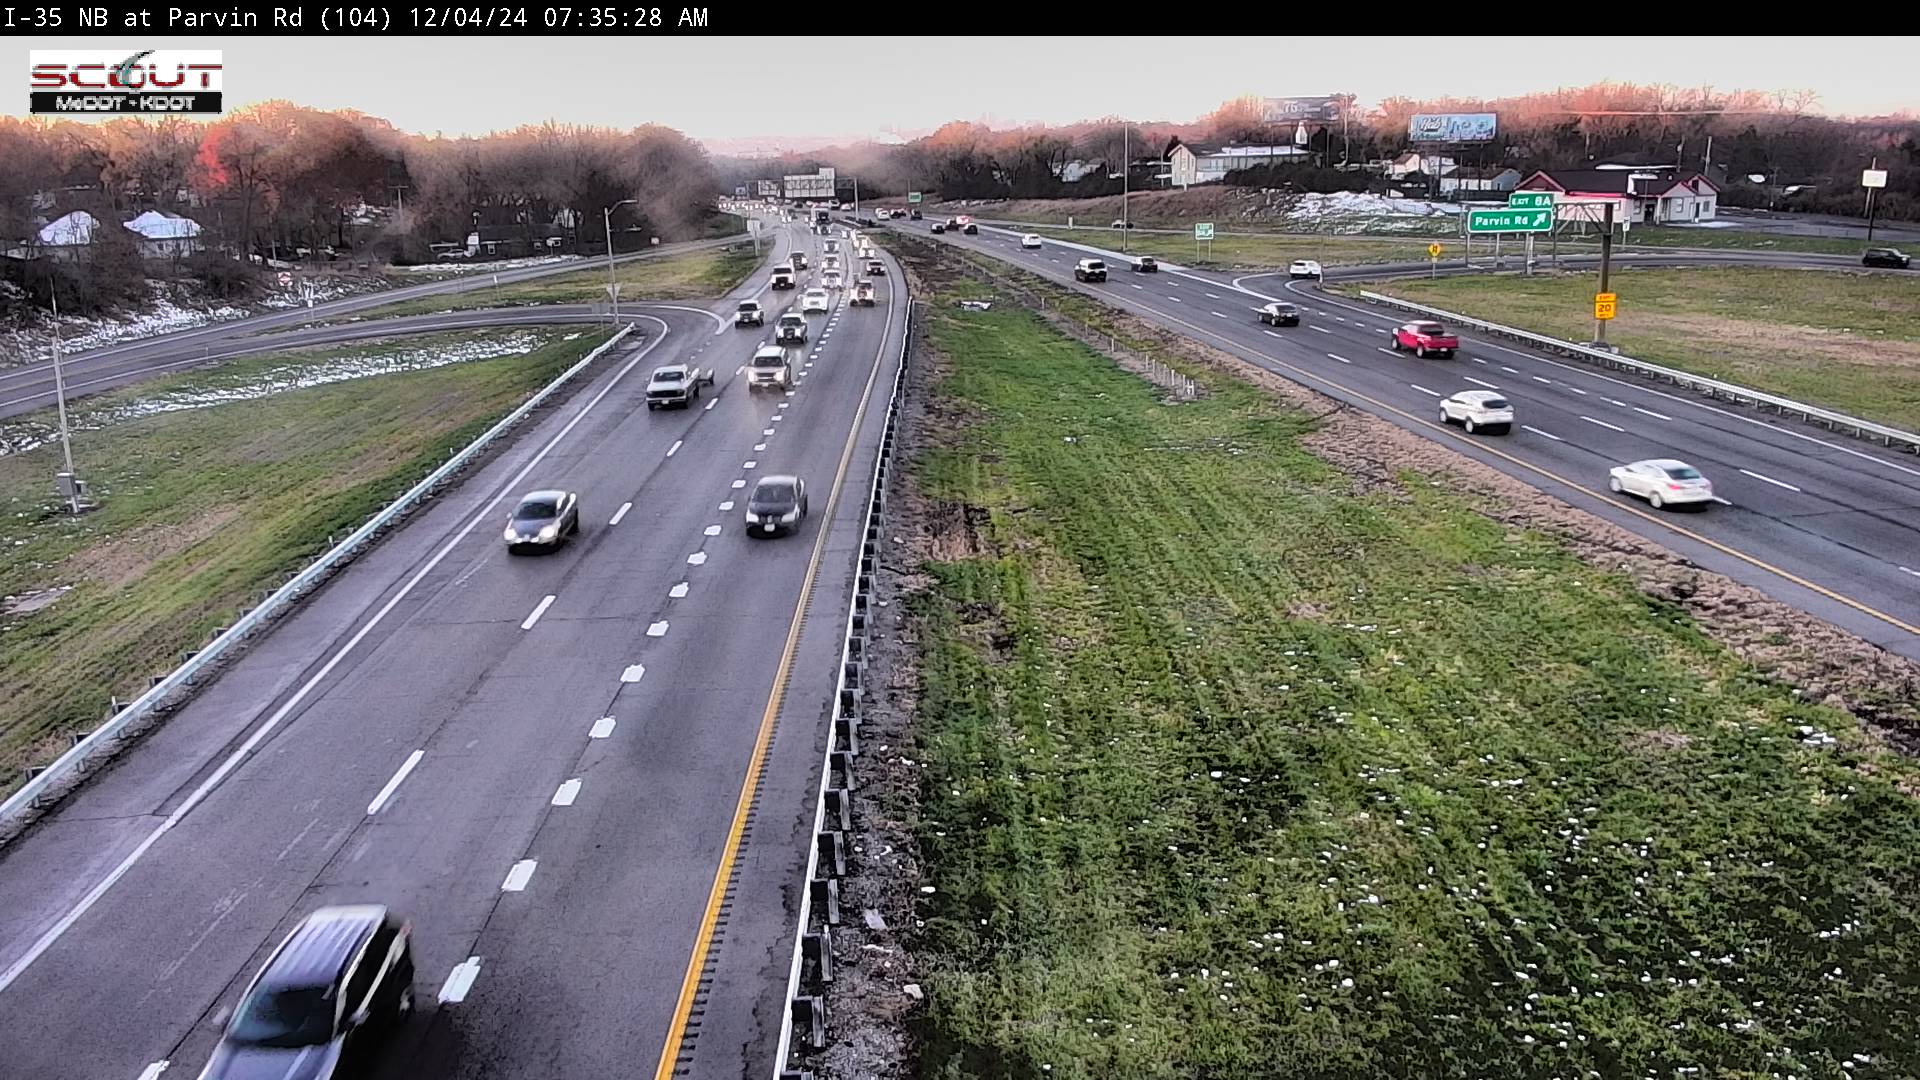 I-35 NB at Parvin Rd (104) 12/04/24 07:35:28 AM
SCOUT
MoDOT - KDOT
EXIT 8A
Parvin Rd
EXIT
20